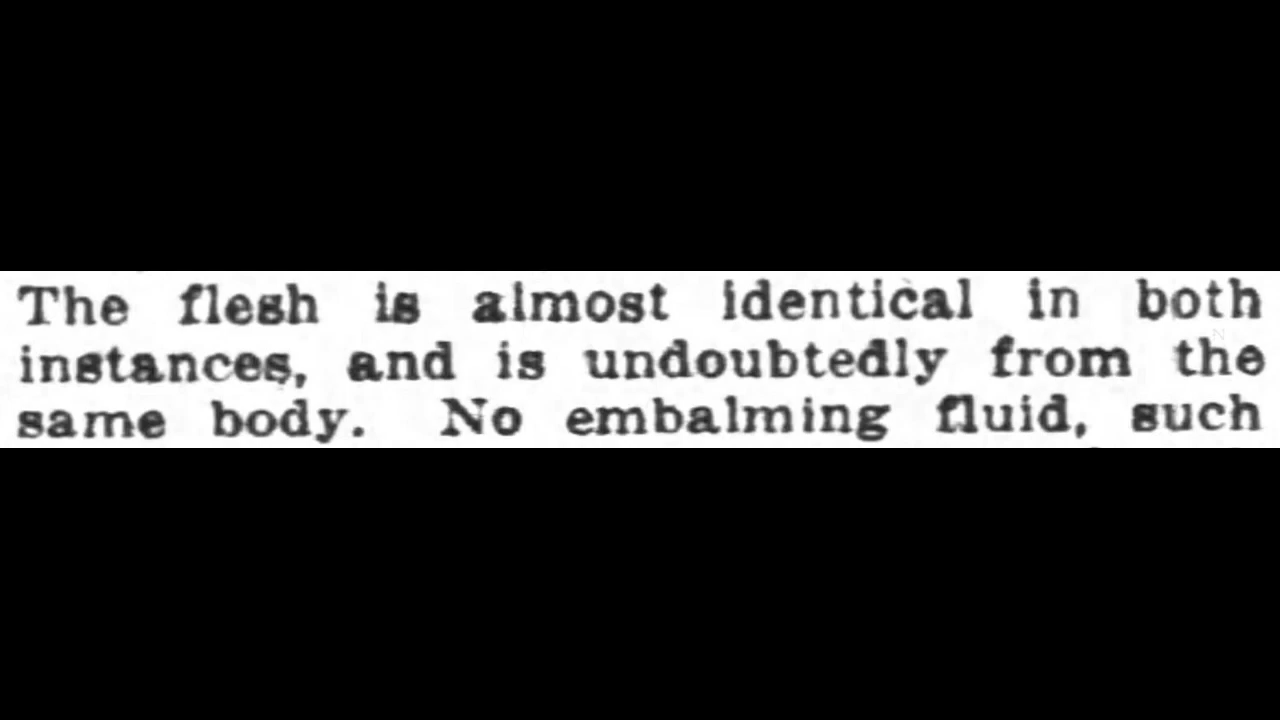 The flesh is almost identical in both
instances, and is undoubtedly from the
same body. No embalming fluid, such